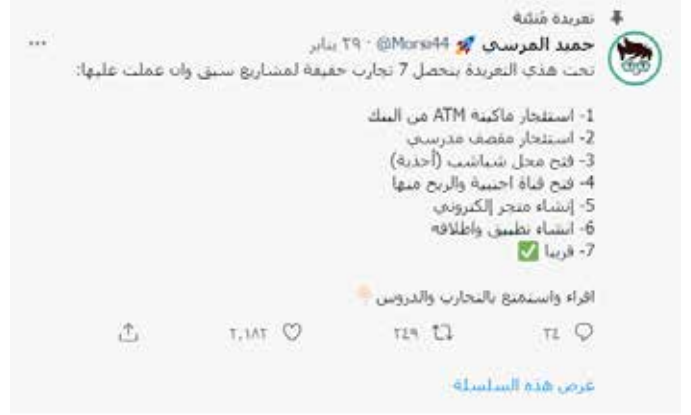 تغريدة مُثبتة
حميد المرسي 🚀 @Morse44 · ٢٩ يناير
تحت هذي التغريدة بتحصل 7 تجارب حقيقة لمشاريع سبق وان عملت عليها:
1- استئجار ماكينة ATM من البنك
2- استئجار مقصف مدرسي
3- فتح محل شباشب (أحذية)
4- فتح قناة اجنبية والربح منها
5- إنشاء متجر إلكتروني
6- انشاء تطبيق واطلاقه
7- قريبا ✅
اقراء واستمتع بالتجارب والدروس 👇🏻
٢٤ ٢٤٩ ٢,١٨٢
عرض هذه السلسلة